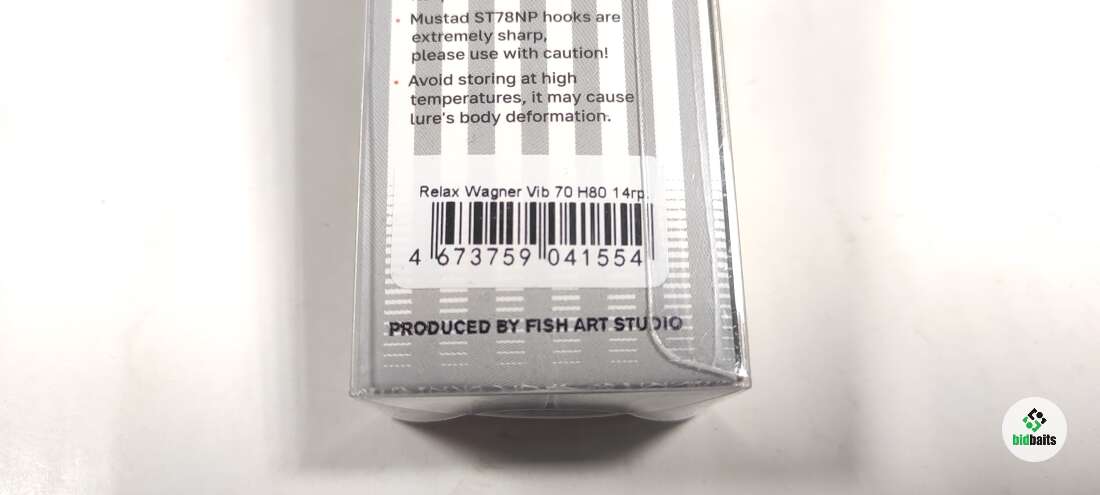 • Mustad ST78NP hooks are
extremely sharp,
please use with caution!
• Avoid storing at high
temperatures, it may cause
lure's body deformation.
Relax Wagner Vib 70 H80 14гр.
4 673759 041554
PRODUCED BY FISH ART STUDIO
bidbaits